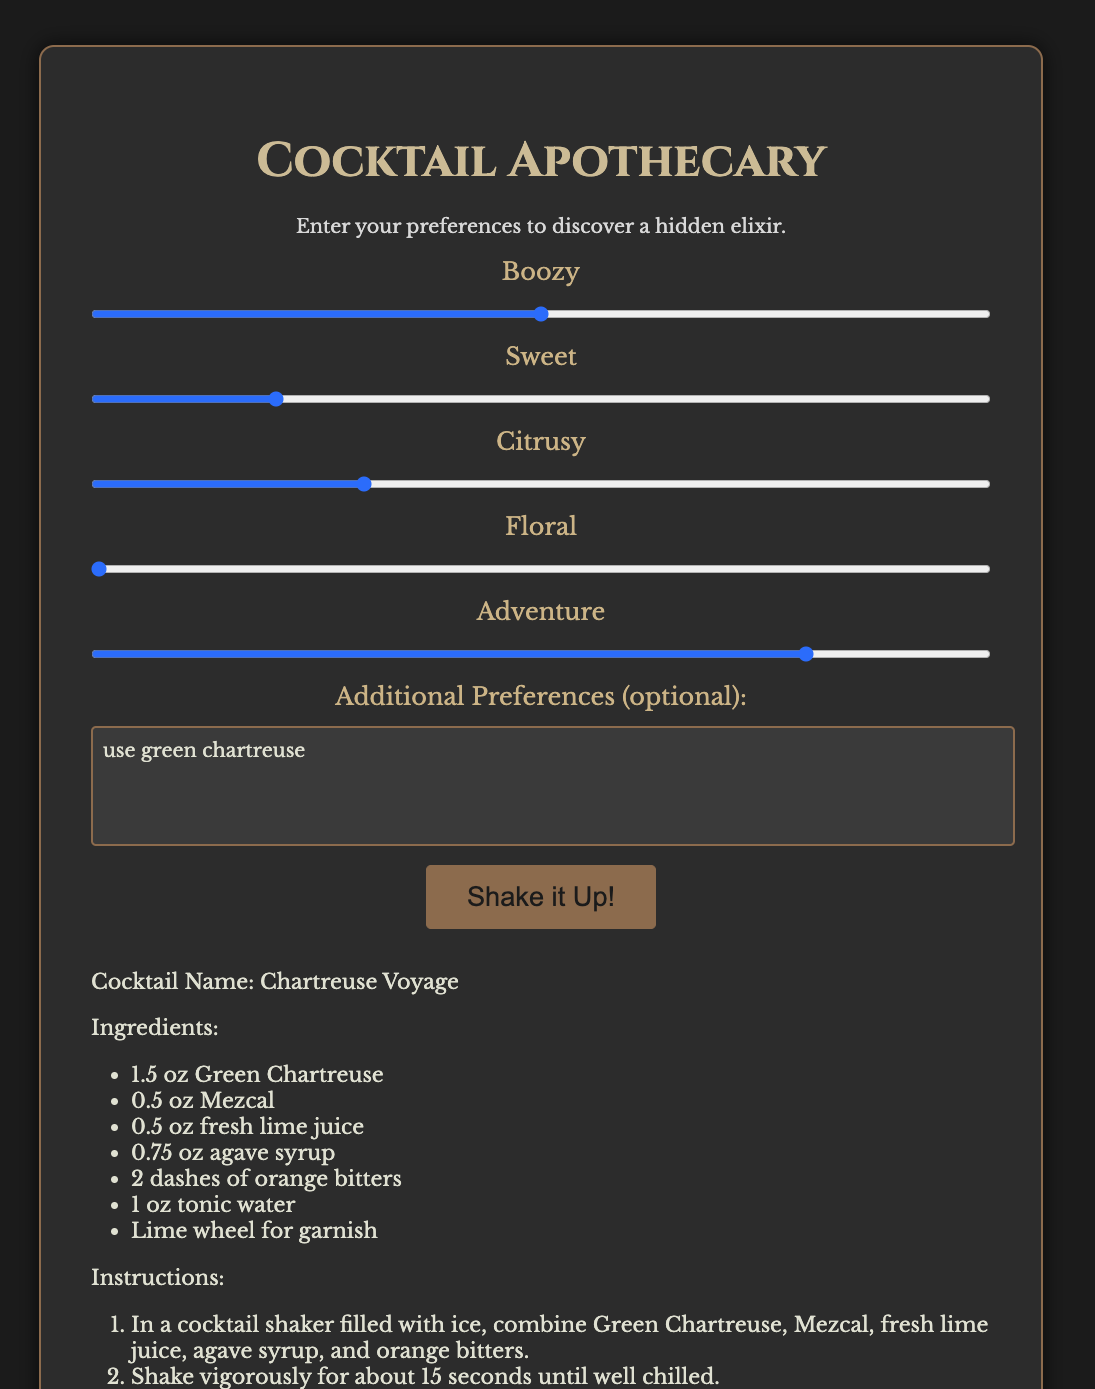 Cocktail Apothecary
Enter your preferences to discover a hidden elixir.
Boozy
Sweet
Citrusy
Floral
Adventure
Additional Preferences (optional):
use green chartreuse
Shake it Up!
Cocktail Name: Chartreuse Voyage
Ingredients:
• 1.5 oz Green Chartreuse
• 0.5 oz Mezcal
• 0.5 oz fresh lime juice
• 0.75 oz agave syrup
• 2 dashes of orange bitters
• 1 oz tonic water
• Lime wheel for garnish
Instructions:
1. In a cocktail shaker filled with ice, combine Green Chartreuse, Mezcal, fresh lime
juice, agave syrup, and orange bitters.
2. Shake vigorously for about 15 seconds until well chilled.